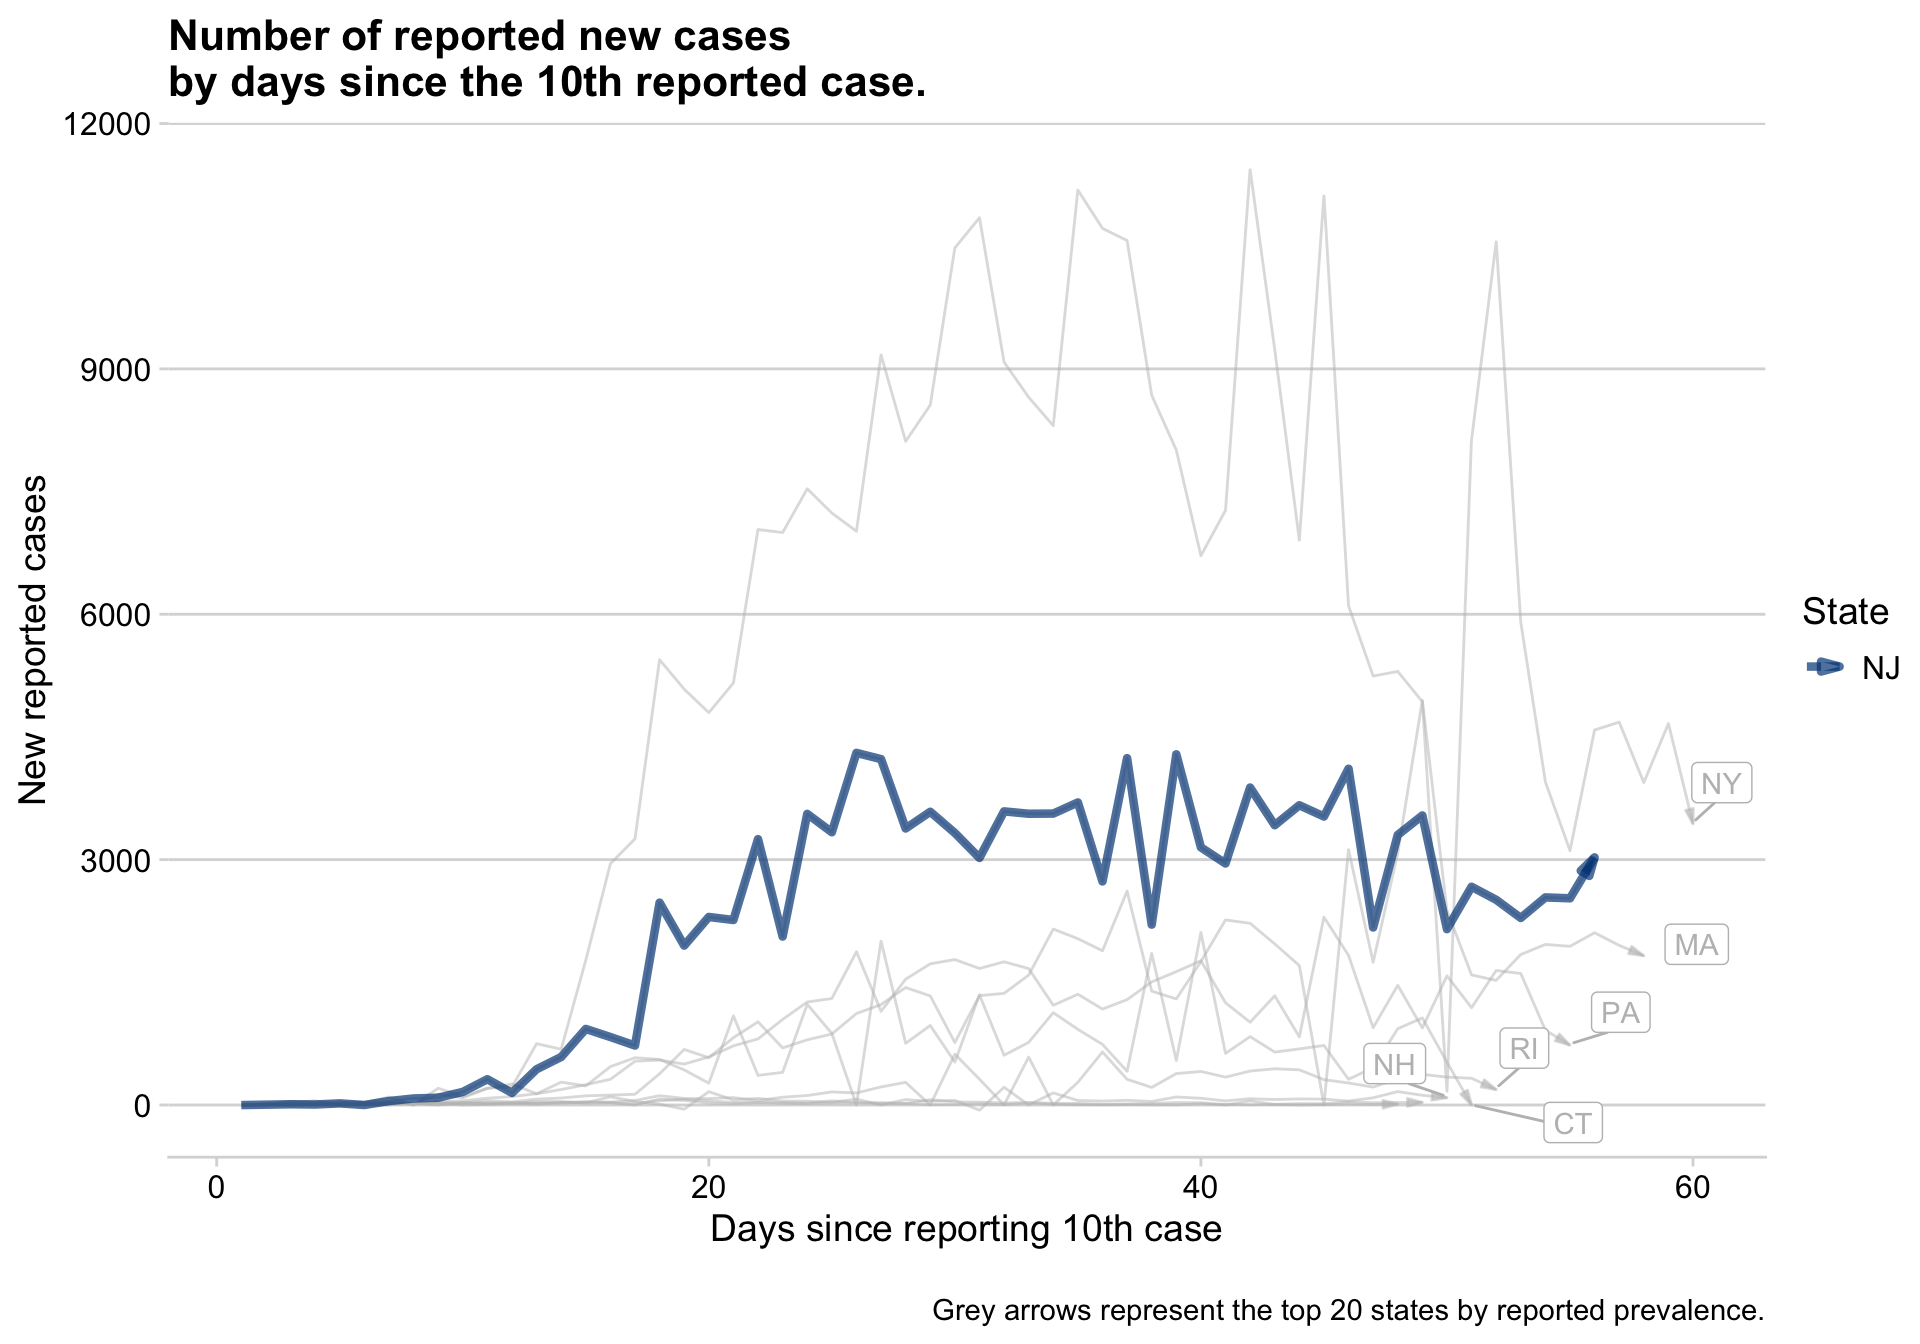 Number of reported new cases
by days since the 10th reported case.
12000
9000
6000
3000
0
New reported cases
NY
MA
PA
RI
NH
CT
State
NJ
0 20 40 60
Days since reporting 10th case
Grey arrows represent the top 20 states by reported prevalence.